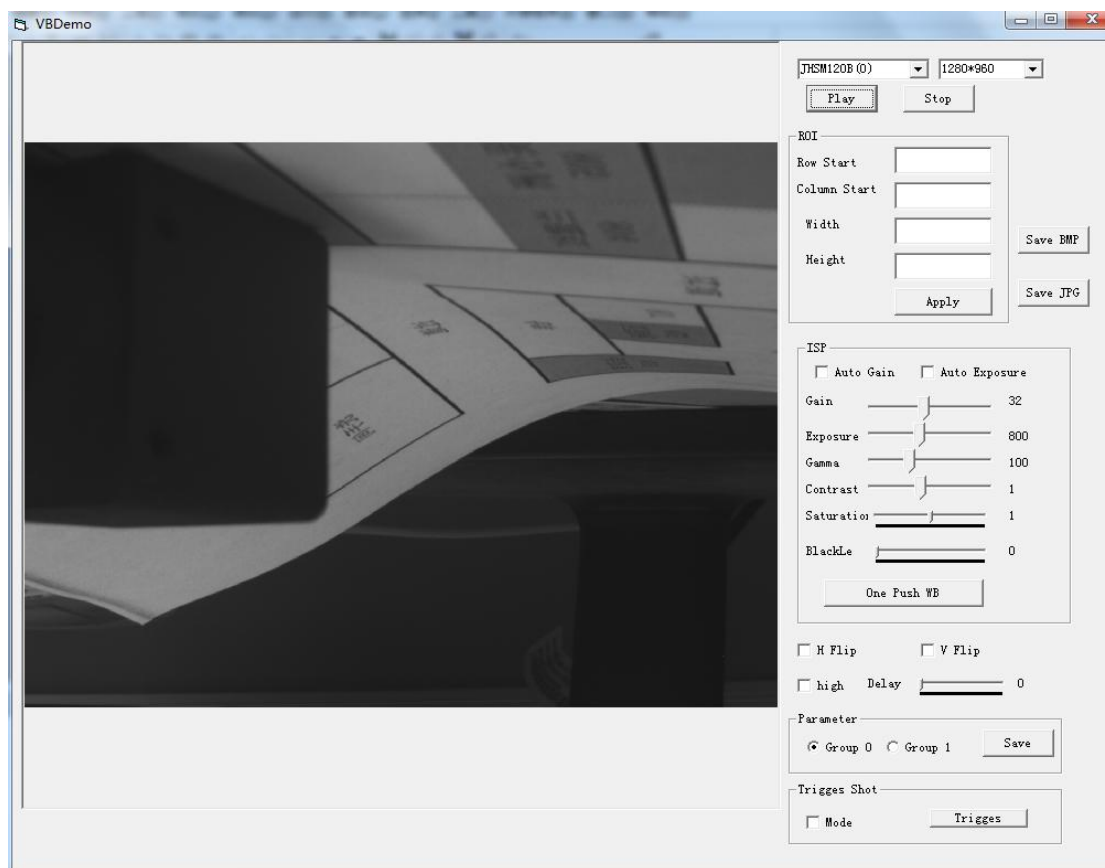 VBDemo
JHSM120B(0) 1280*960
Play Stop
ROI
Row Start
Column Start
Width
Height
Apply
Save BMP
Save JPG
ISP
Auto Gain Auto Exposure
Gain 32
Exposure 800
Gamma 100
Contrast 1
Saturatio 1
BlackLe 0
One Push WB
H Flip V Flip
high Delay 0
Parameter
Group 0 Group 1 Save
Trigges Shot
Mode Trigges